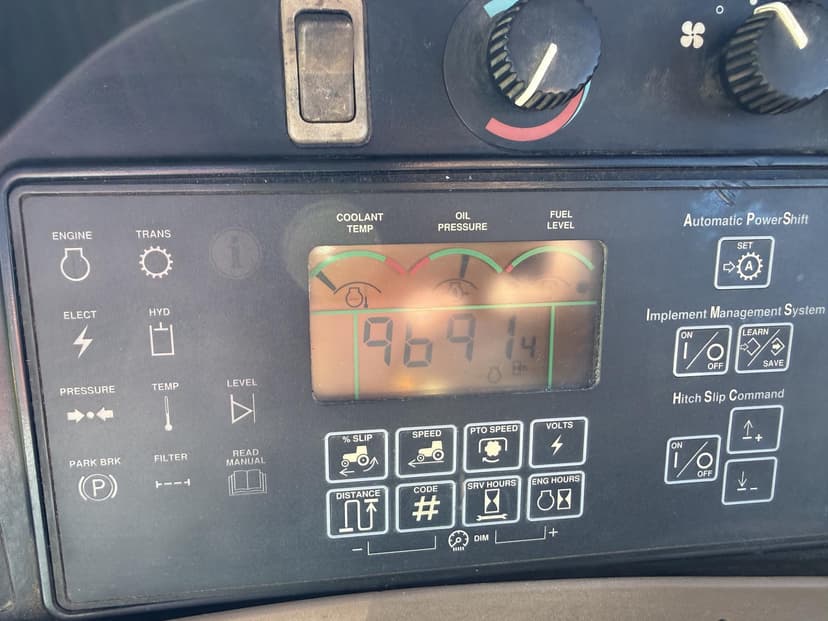 COOLANT TEMP
OIL PRESSURE
FUEL LEVEL
Automatic PowerShift
SET
A
ENGINE
TRANS
i
ELECT
HYD
PRESSURE
TEMP
LEVEL
PARK BRK
FILTER
READ MANUAL
P
96914
Implement Management System
ON
OFF
LEARN
SAVE
Hitch Slip Command
ON
OFF
% SLIP
SPEED
PTO SPEED
VOLTS
DISTANCE
CODE
#
SRV HOURS
ENG HOURS
− DIM +